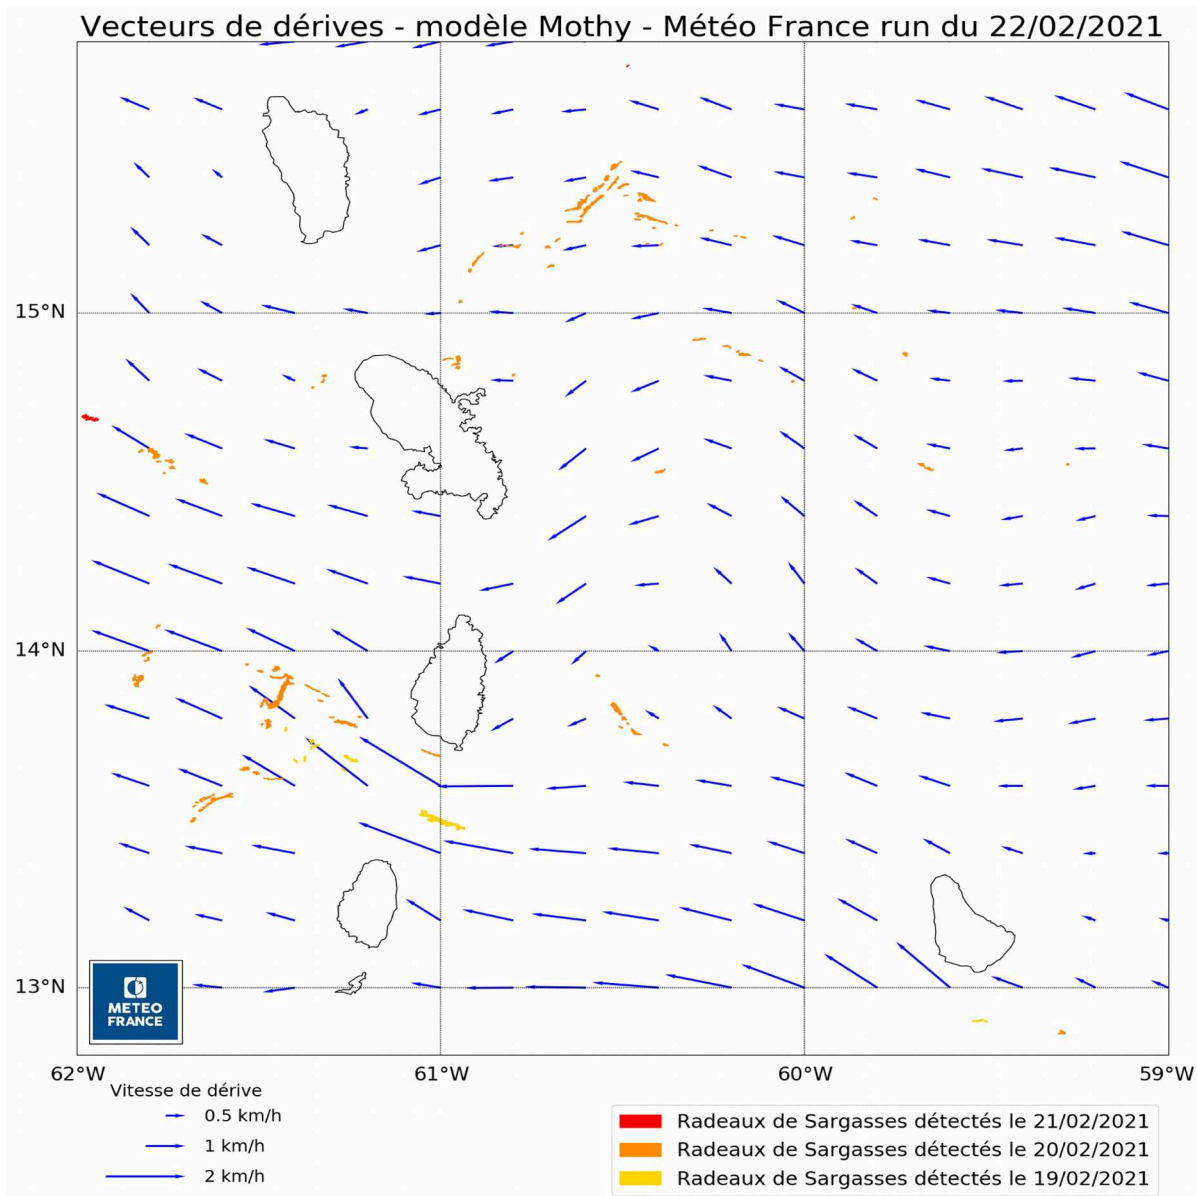 Vecteurs de dérives - modèle Mothy - Météo France run du 22/02/2021
15°N
14°N
13°N
METEO
FRANCE
62°W
61°W
60°W
59°W
Vitesse de dérive
0.5 km/h
1 km/h
2 km/h
Radeaux de Sargasses détectés le 21/02/2021
Radeaux de Sargasses détectés le 20/02/2021
Radeaux de Sargasses détectés le 19/02/2021